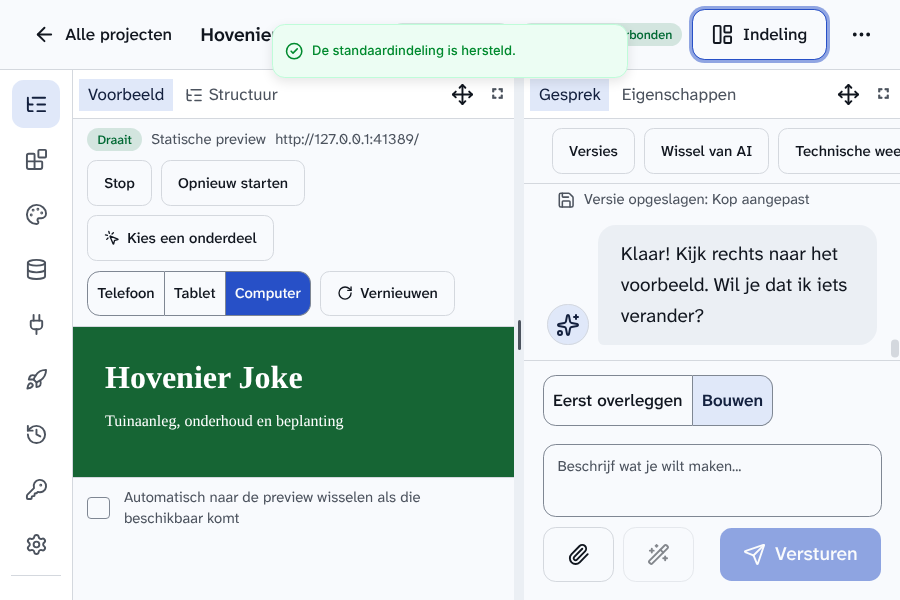 Alle projecten
De standaardindeling is hersteld.
Indeling
Voorbeeld
Structuur
Gesprek
Eigenschappen
Draait
Statische preview
http://127.0.0.1:41389/
Stop
Opnieuw starten
Kies een onderdeel
Telefoon
Tablet
Computer
Vernieuwen
Hovenier Joke
Tuinaanleg, onderhoud en beplanting
Automatisch naar de preview wisselen als die
beschikbaar komt
Versies
Wissel van AI
Technische
Versie opgeslagen: Kop aangepast
Klaar! Kijk rechts naar het
voorbeeld. Wil je dat ik iets
verander?
Eerst overleggen
Bouwen
Beschrijf wat je wilt maken...
Versturen